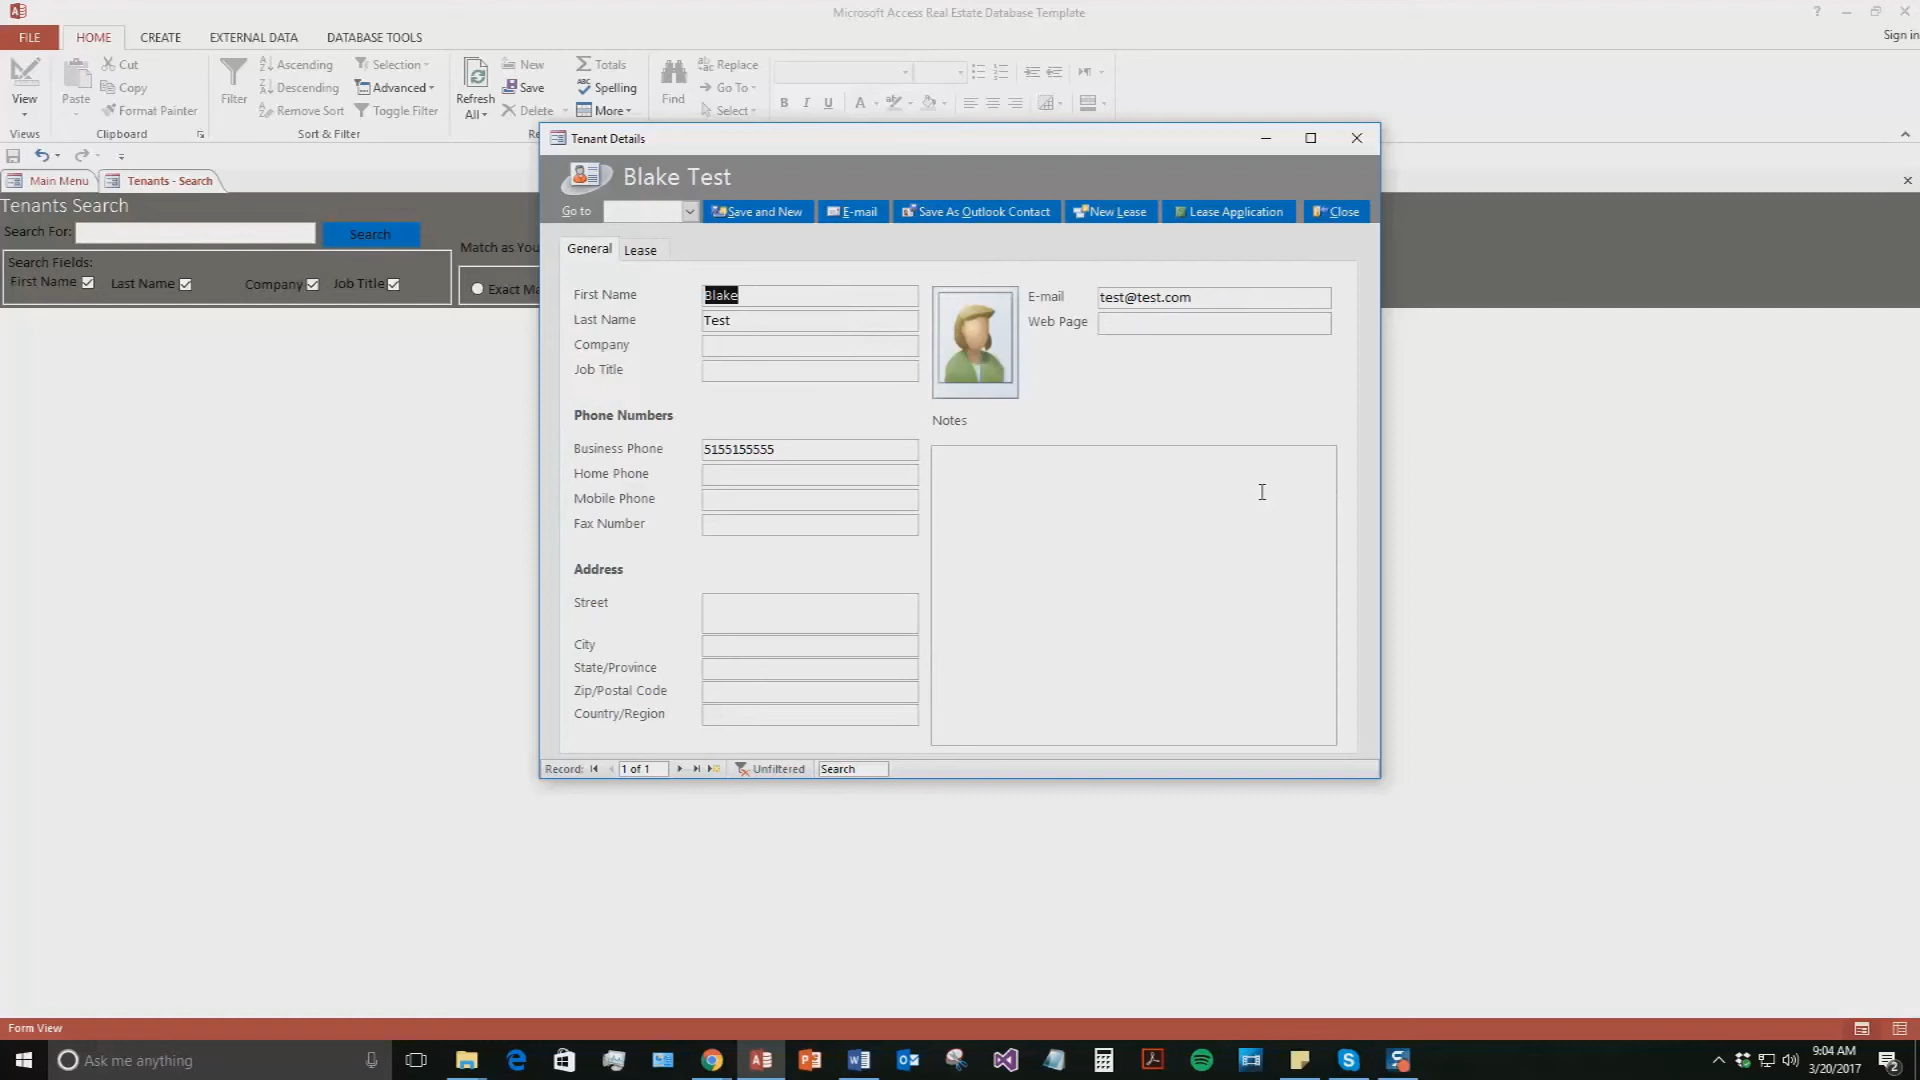 Microsoft Access Real Estate Database Template
? 
Sign in
FILE HOME CREATE EXTERNAL DATA DATABASE TOOLS
View
Views
Paste
Cut
Copy
Format Painter
Clipboard
Filter
Ascending
Descending
Remove Sort
Selection
Advanced
Toggle Filter
Sort & Filter
Refresh
All
New
Save
Delete
Totals
Spelling
More
Re
Find
Replace
Go To
Select
B I U A
Main Menu
Tenants - Search
Tenants Search
Search For:
Search
Search Fields:
First Name Last Name Company Job Title
Match as You
Exact Ma
Tenant Details
Blake Test
Go to Save and New E-mail Save As Outlook Contact New Lease Lease Application Close
General Lease
First Name Blake
Last Name Test
Company
Job Title
E-mail test@test.com
Web Page
Phone Numbers
Business Phone 5155155555
Home Phone
Mobile Phone
Fax Number
Notes
Address
Street
City
State/Province
Zip/Postal Code
Country/Region
Record: 1 of 1 Unfiltered Search
Form View
Ask me anything
9:04 AM
3/20/2017
2